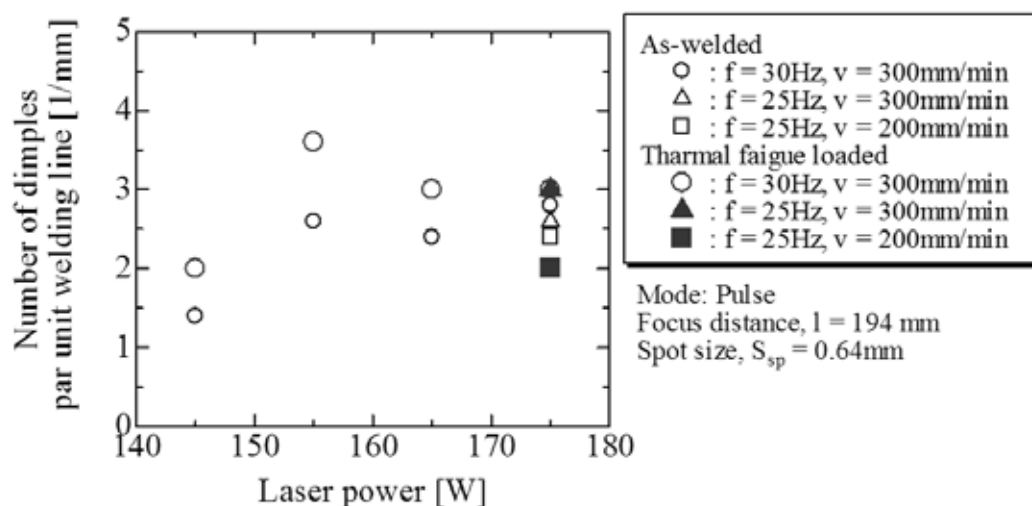 Number of dimples
par unit welding line [1/mm]
5
4
3
2
1
0
140
150
160
170
180
Laser power [W]
As-welded
: f = 30Hz, v = 300mm/min
: f = 25Hz, v = 300mm/min
: f = 25Hz, v = 200mm/min
Tharmal faigue loaded
: f = 30Hz, v = 300mm/min
: f = 25Hz, v = 300mm/min
: f = 25Hz, v = 200mm/min
Mode: Pulse
Focus distance, l = 194 mm
Spot size, Ssp = 0.64mm